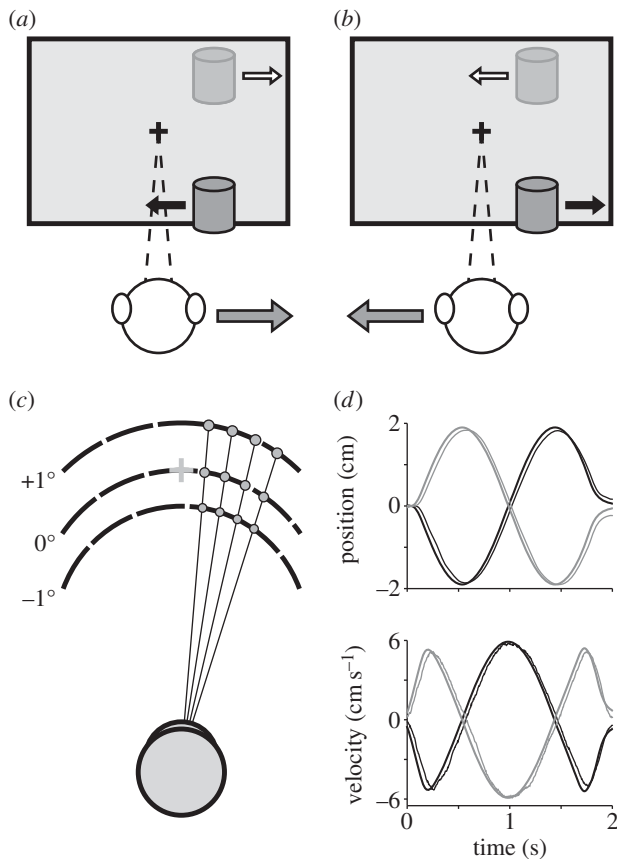 (a)
(b)
(c)
+1°
0°
–1°
(d)
2
0
–2
position (cm)
6
0
–6
velocity (cm s⁻¹)
0 1 2
time (s)